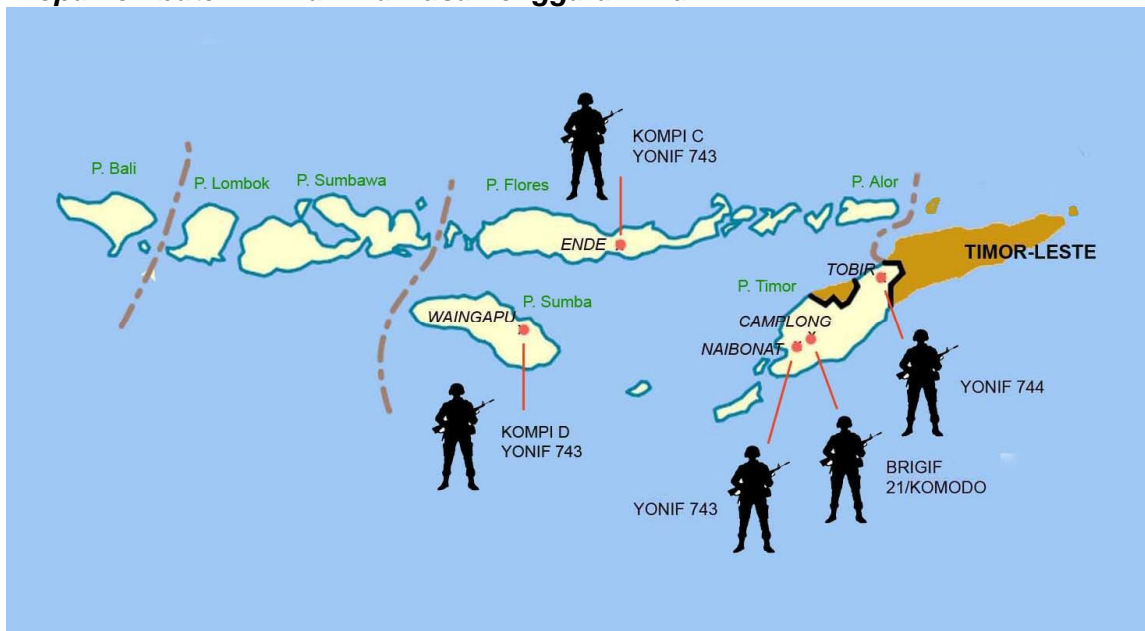 KOMPI C
YONIF 743
P. Bali
P. Lombok
P. Sumbawa
P. Flores
P. Alor
ENDE
TIMOR-LESTE
TOBIR
P. Timor
P. Sumba
WAINGAPU
CAMPLONG
NAIBONAT
YONIF 744
KOMPI D
YONIF 743
BRIGIF
21/KOMODO
YONIF 743